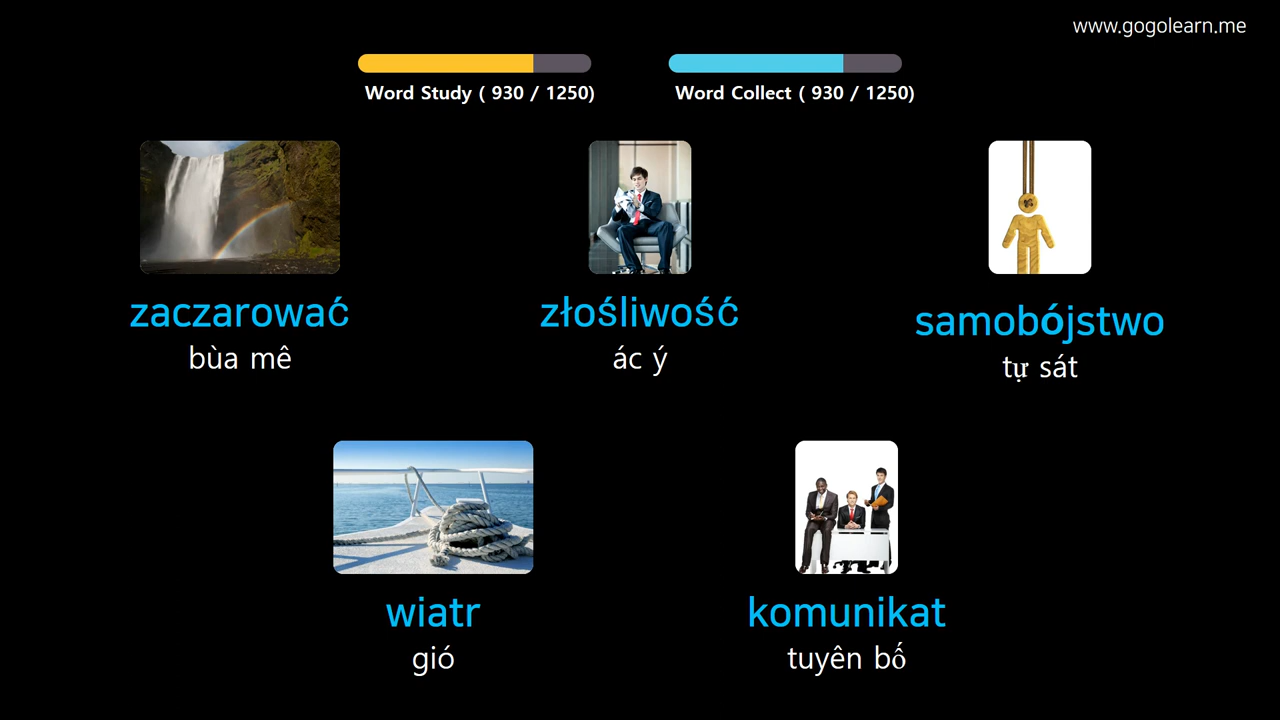 www.gogolearn.me
Word Study ( 930 / 1250)
Word Collect ( 930 / 1250)
zaczarować
bùa mê
złośliwość
ác ý
samobójstwo
tự sát
wiatr
gió
komunikat
tuyên bố